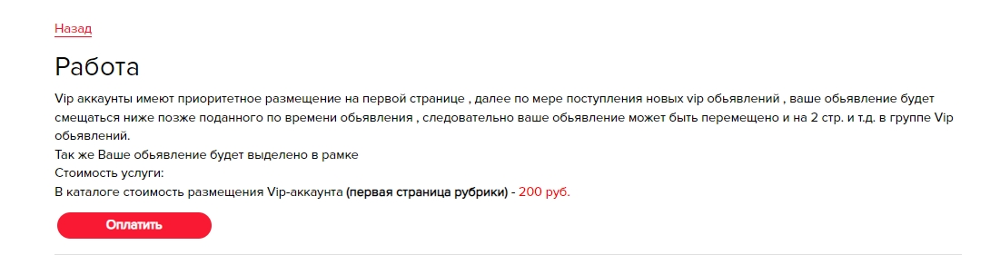 Назад
Работа
Vip аккаунты имеют приоритетное размещение на первой странице , далее по мере поступления новых vip обьявлений , ваше обьявление будет
смещаться ниже позже поданного по времени обьявления , следовательно ваше обьявление может быть перемещено и на 2 стр. и т.д. в группе Vip
обьявлений.
Так же Ваше обьявление будет выделено в рамке
Стоимость услуги:
В каталоге стоимость размещения Vip-аккаунта (первая страница рубрики) - 200 руб.
Оплатить